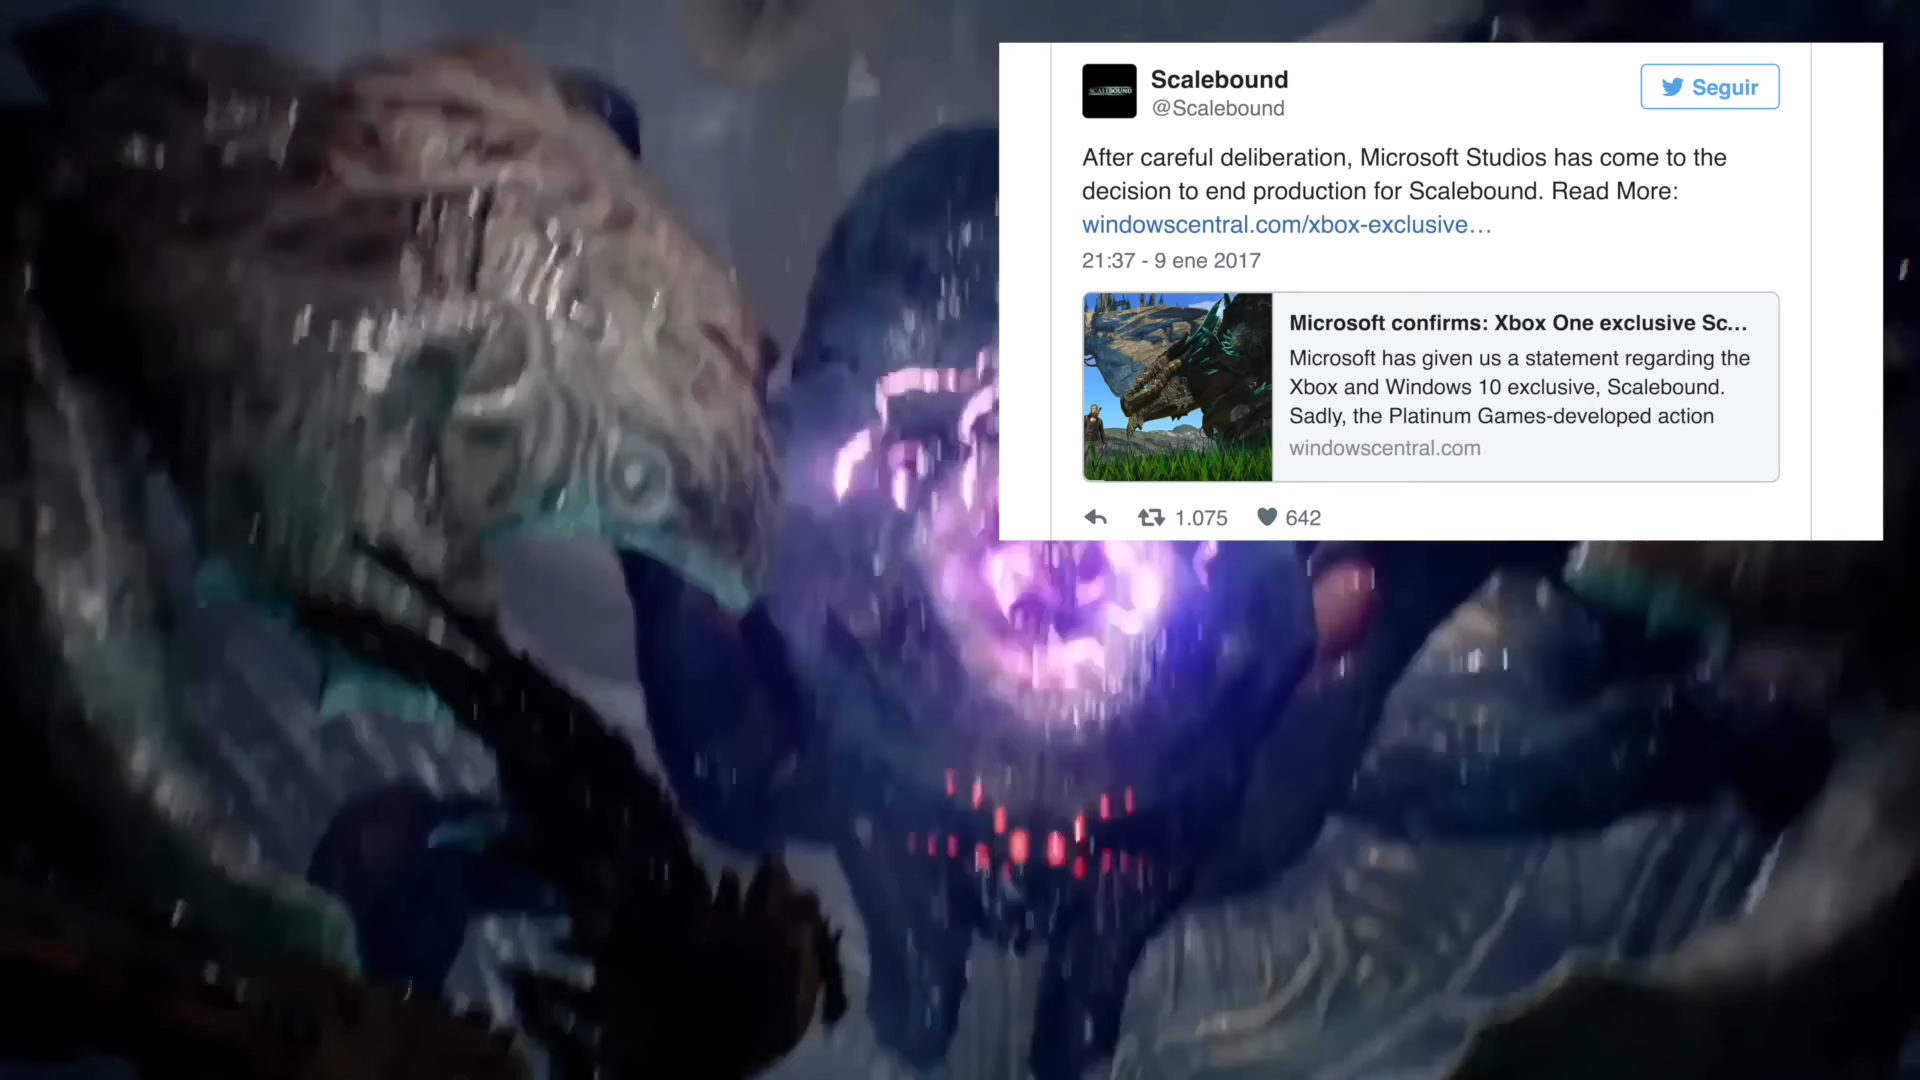 Scalebound
@Scalebound
Seguir
SCALEBOUND
After careful deliberation, Microsoft Studios has come to the
decision to end production for Scalebound. Read More:
windowscentral.com/xbox-exclusive…
21:37 - 9 ene 2017
Microsoft confirms: Xbox One exclusive Sc…
Microsoft has given us a statement regarding the
Xbox and Windows 10 exclusive, Scalebound.
Sadly, the Platinum Games-developed action
windowscentral.com
1.075 642